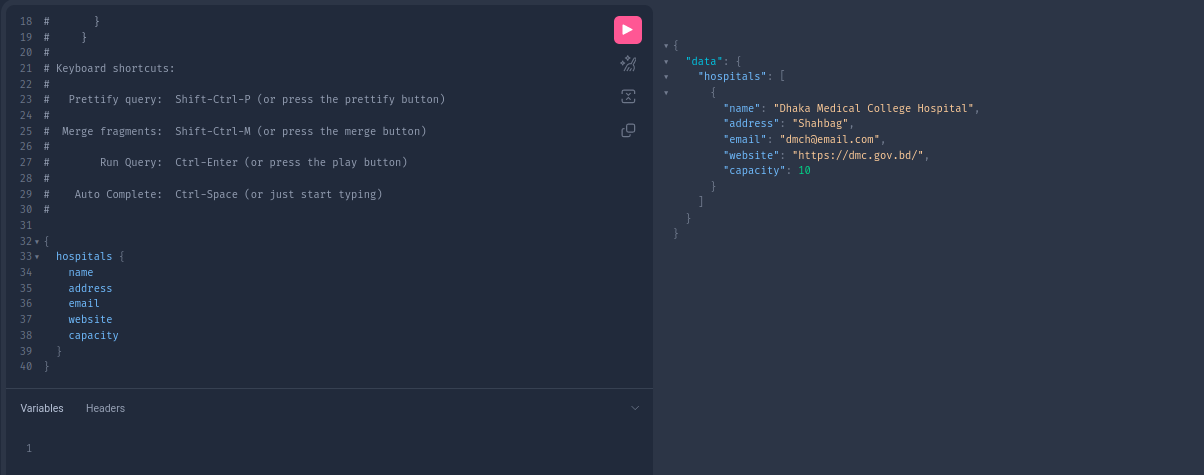 18 #       }
19 #     }
20 #
21 # Keyboard shortcuts:
22 #
23 #   Prettify query:  Shift-Ctrl-P (or press the prettify button)
24 #
25 #  Merge fragments:  Shift-Ctrl-M (or press the merge button)
26 #
27 #        Run Query:  Ctrl-Enter (or press the play button)
28 #
29 #    Auto Complete:  Ctrl-Space (or just start typing)
30 #
31
32 {
33   hospitals {
34     name
35     address
36     email
37     website
38     capacity
39   }
40 }
Variables Headers
1
{
  "data": {
    "hospitals": [
      {
        "name": "Dhaka Medical College Hospital",
        "address": "Shahbag",
        "email": "dmch@email.com",
        "website": "https://dmc.gov.bd/",
        "capacity": 10
      }
    ]
  }
}